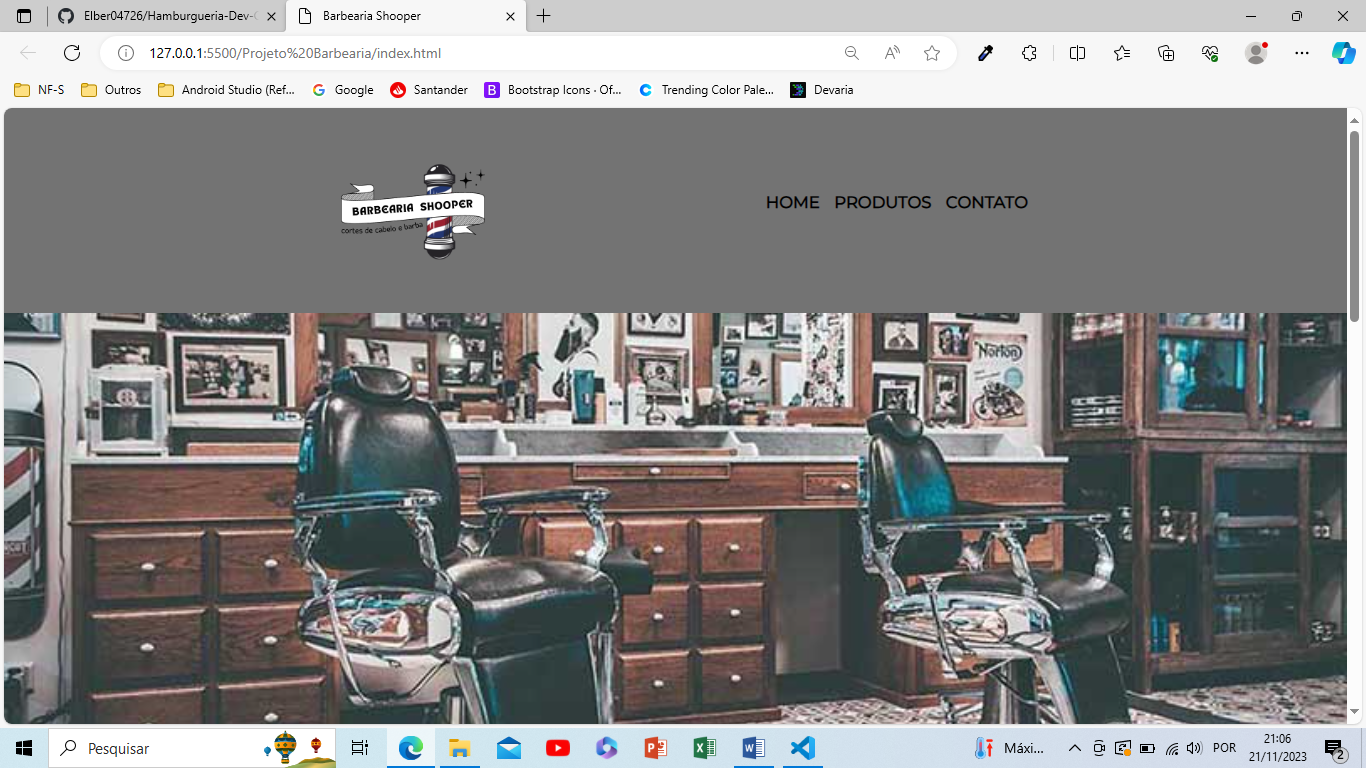 Elber04726/Hamburgueria-Dev-
Barbearia Shooper
127.0.0.1:5500/Projeto%20Barbearia/index.html
NF-S
Outros
Android Studio (Ref...
Google
Santander
Bootstrap Icons · Of...
Trending Color Pale...
Devaria
BARBEARIA SHOOPER
cortes de cabelo e barba
HOME PRODUTOS CONTATO
Norton
Pesquisar
Máxi...
POR
21:06
21/11/2023
2